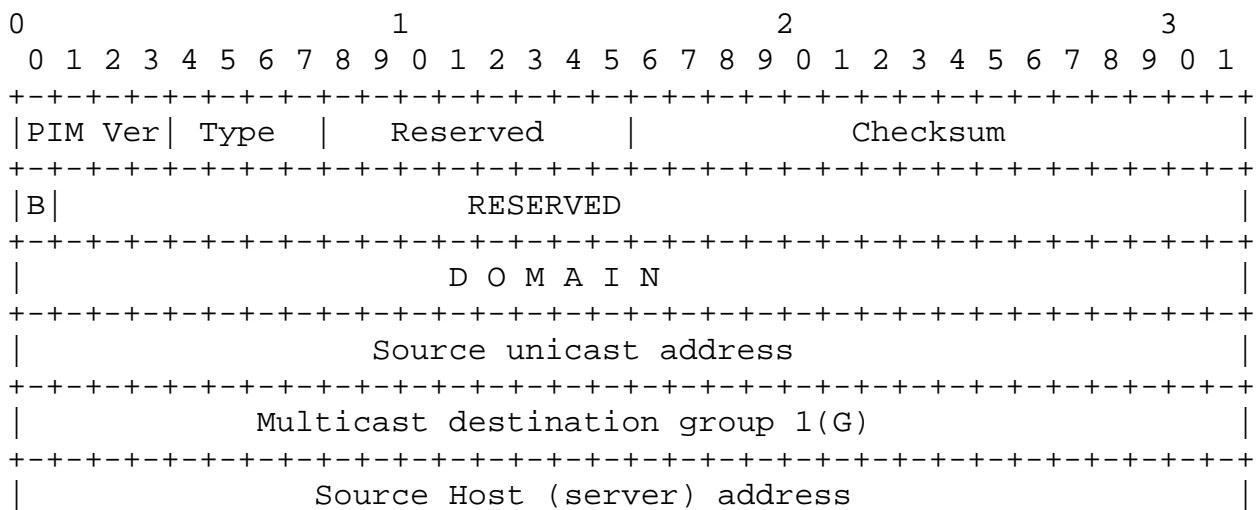 0                   1                   2                   3
 0 1 2 3 4 5 6 7 8 9 0 1 2 3 4 5 6 7 8 9 0 1 2 3 4 5 6 7 8 9 0 1
+-+-+-+-+-+-+-+-+-+-+-+-+-+-+-+-+-+-+-+-+-+-+-+-+-+-+-+-+-+-+-+-+
|PIM Ver| Type  |   Reserved    |           Checksum            |
+-+-+-+-+-+-+-+-+-+-+-+-+-+-+-+-+-+-+-+-+-+-+-+-+-+-+-+-+-+-+-+-+
|B|                     RESERVED                                |
+-+-+-+-+-+-+-+-+-+-+-+-+-+-+-+-+-+-+-+-+-+-+-+-+-+-+-+-+-+-+-+-+
|                      D O M A I N                              |
+-+-+-+-+-+-+-+-+-+-+-+-+-+-+-+-+-+-+-+-+-+-+-+-+-+-+-+-+-+-+-+-+
|                  Source unicast address                       |
+-+-+-+-+-+-+-+-+-+-+-+-+-+-+-+-+-+-+-+-+-+-+-+-+-+-+-+-+-+-+-+-+
|            Multicast destination group 1(G)                   |
+-+-+-+-+-+-+-+-+-+-+-+-+-+-+-+-+-+-+-+-+-+-+-+-+-+-+-+-+-+-+-+-+
|               Source Host (server) address                    |